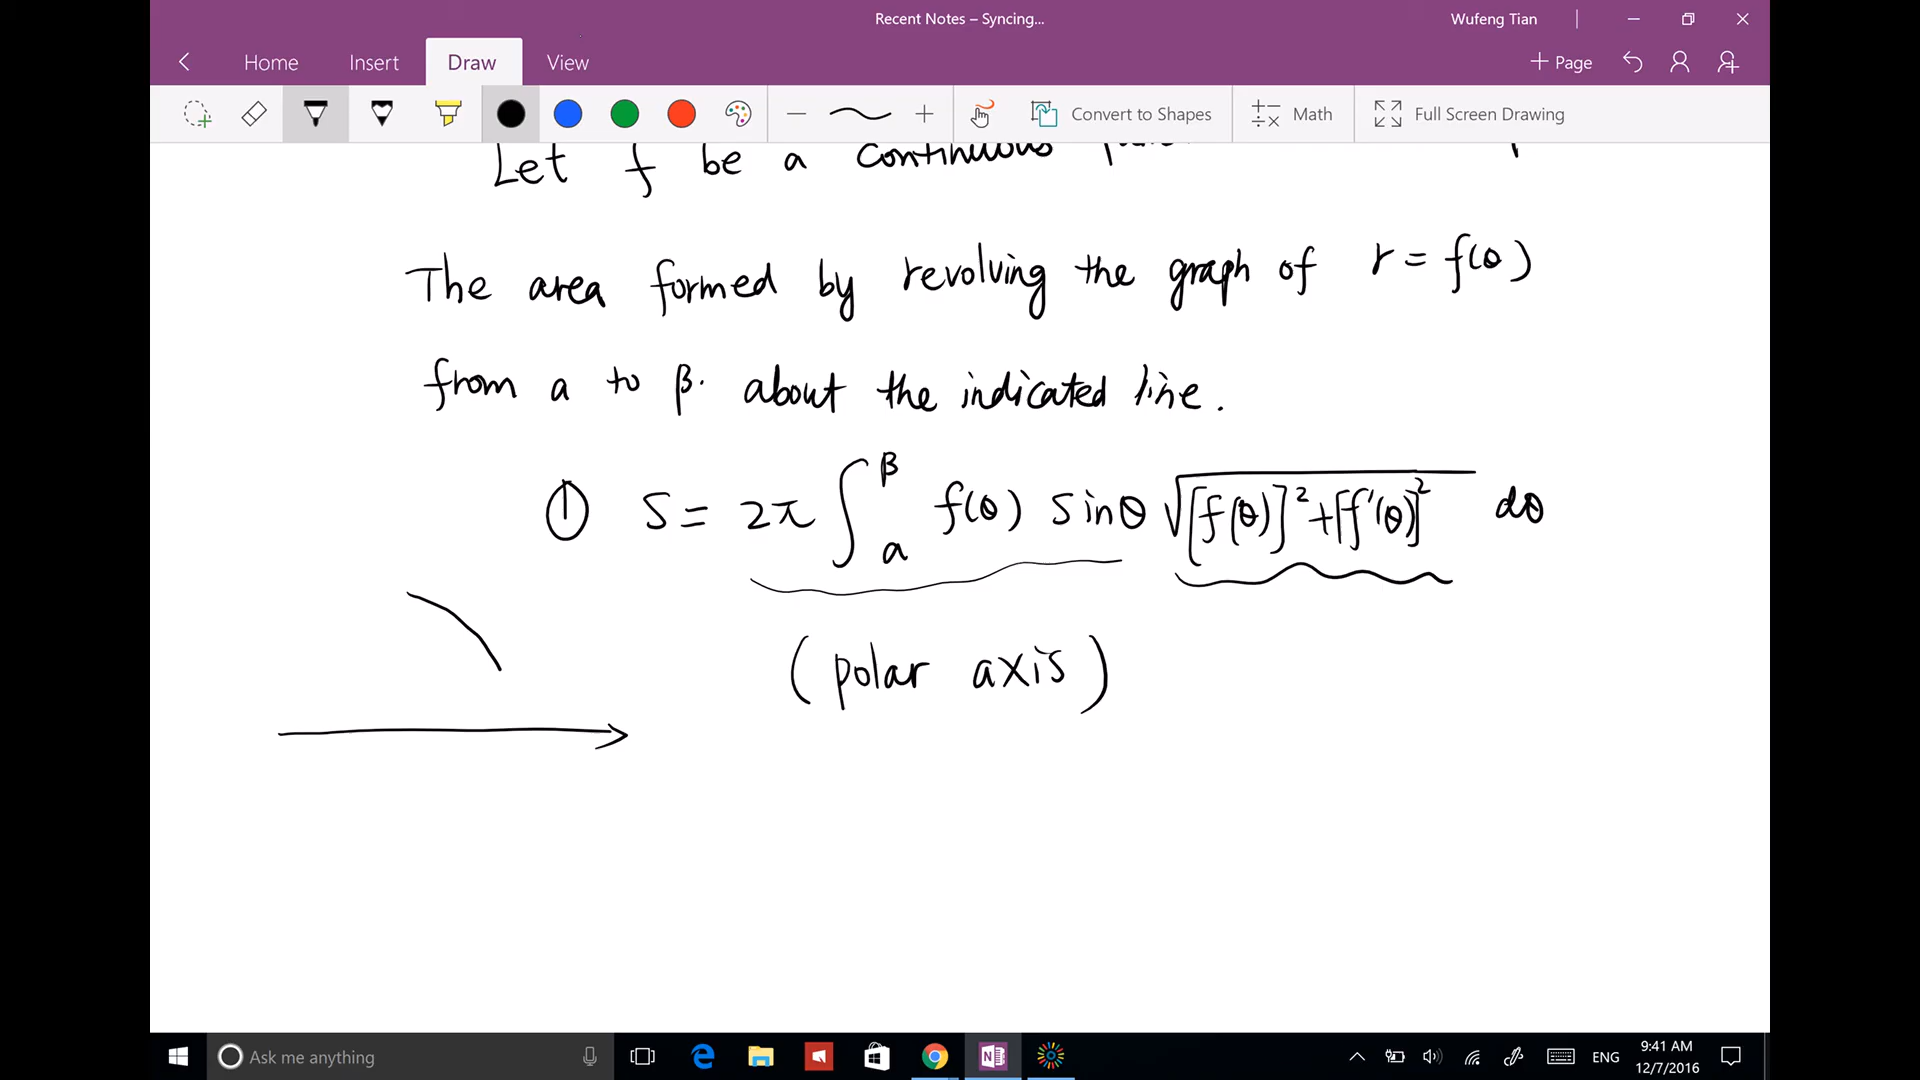 Recent Notes – Syncing...
Wufeng Tian
Home Insert Draw View
+ Page
Convert to Shapes Math Full Screen Drawing
Let f be a continuous
The area formed by revolving the graph of r = f(θ)
from a to β. about the indicated line.
① S = 2π ∫_a^β f(θ) sinθ √([f(θ)]² + [f'(θ)]²) dθ
(polar axis)
Ask me anything
ENG
9:41 AM
12/7/2016